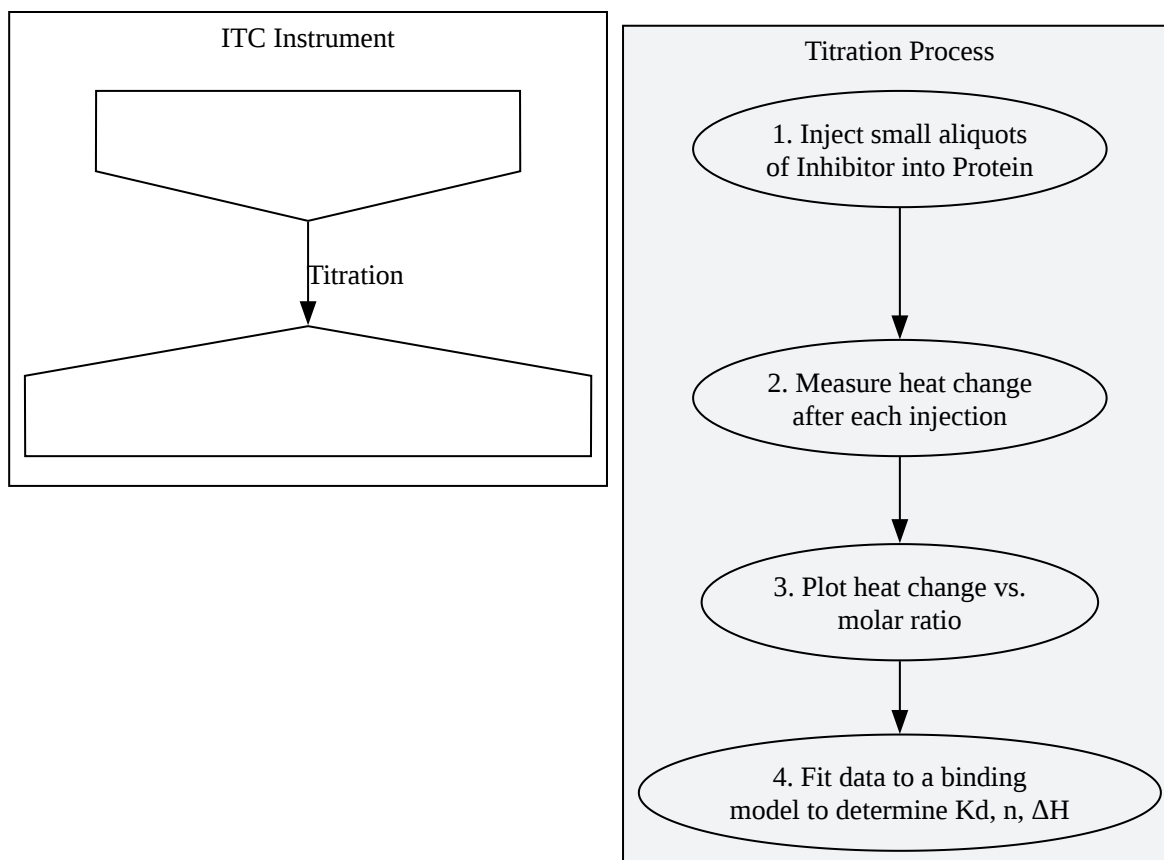 ITC Instrument
Titration
Titration Process
1. Inject small aliquots
of Inhibitor into Protein
2. Measure heat change
after each injection
3. Plot heat change vs.
molar ratio
4. Fit data to a binding
model to determine Kd, n, ΔH